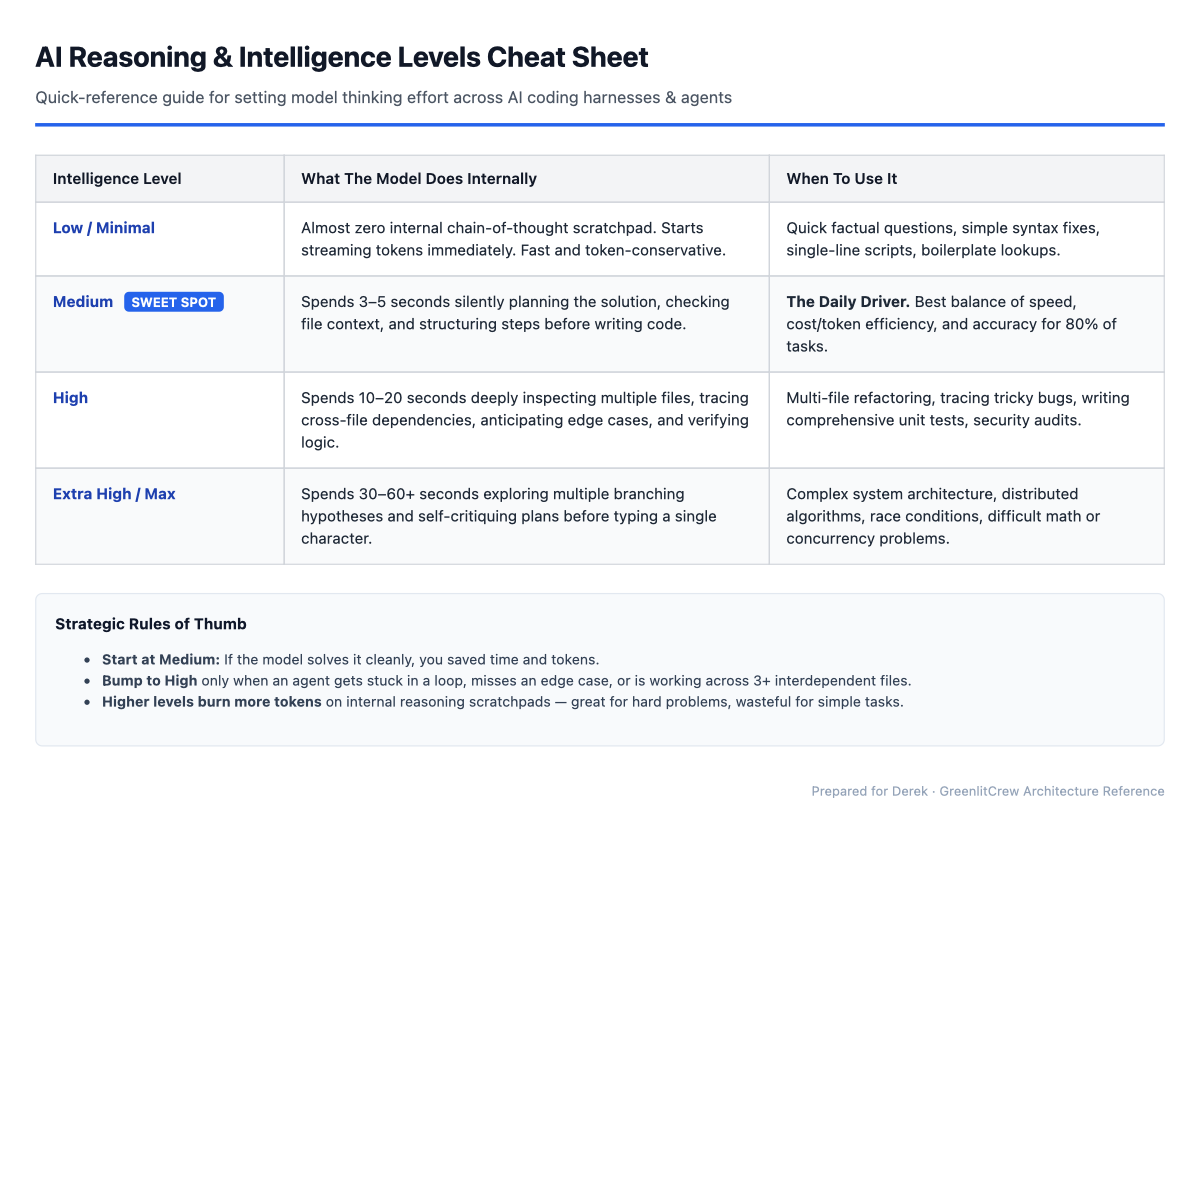 AI Reasoning & Intelligence Levels Cheat Sheet
Quick-reference guide for setting model thinking effort across AI coding harnesses & agents
Intelligence Level
What The Model Does Internally
When To Use It
Low / Minimal
Almost zero internal chain-of-thought scratchpad. Starts
streaming tokens immediately. Fast and token-conservative.
Quick factual questions, simple syntax fixes,
single-line scripts, boilerplate lookups.
Medium SWEET SPOT
Spends 3–5 seconds silently planning the solution, checking
file context, and structuring steps before writing code.
The Daily Driver. Best balance of speed,
cost/token efficiency, and accuracy for 80% of
tasks.
High
Spends 10–20 seconds deeply inspecting multiple files, tracing
cross-file dependencies, anticipating edge cases, and verifying
logic.
Multi-file refactoring, tracing tricky bugs, writing
comprehensive unit tests, security audits.
Extra High / Max
Spends 30–60+ seconds exploring multiple branching
hypotheses and self-critiquing plans before typing a single
character.
Complex system architecture, distributed
algorithms, race conditions, difficult math or
concurrency problems.
Strategic Rules of Thumb
• Start at Medium: If the model solves it cleanly, you saved time and tokens.
• Bump to High only when an agent gets stuck in a loop, misses an edge case, or is working across 3+ interdependent files.
• Higher levels burn more tokens on internal reasoning scratchpads — great for hard problems, wasteful for simple tasks.
Prepared for Derek · GreenlitCrew Architecture Reference